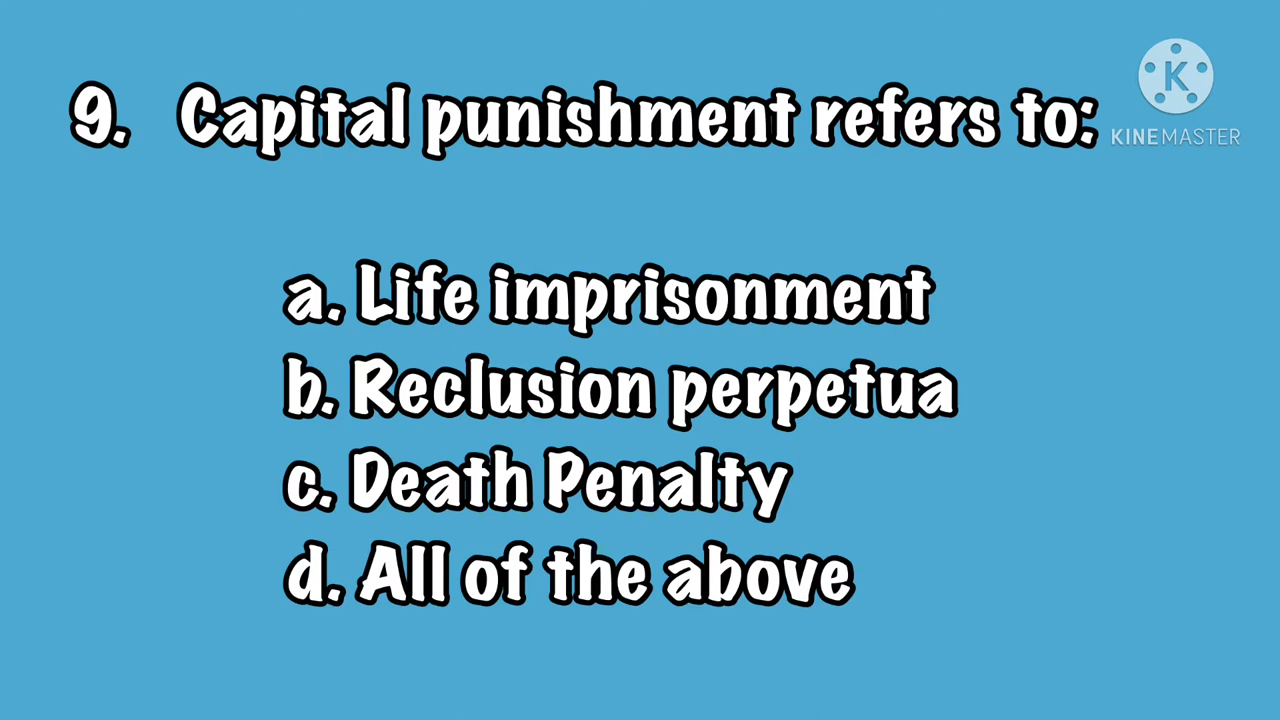 9. Capital punishment refers to:
KINEMASTER
a. Life imprisonment
b. Reclusion perpetua
c. Death Penalty
d. All of the above